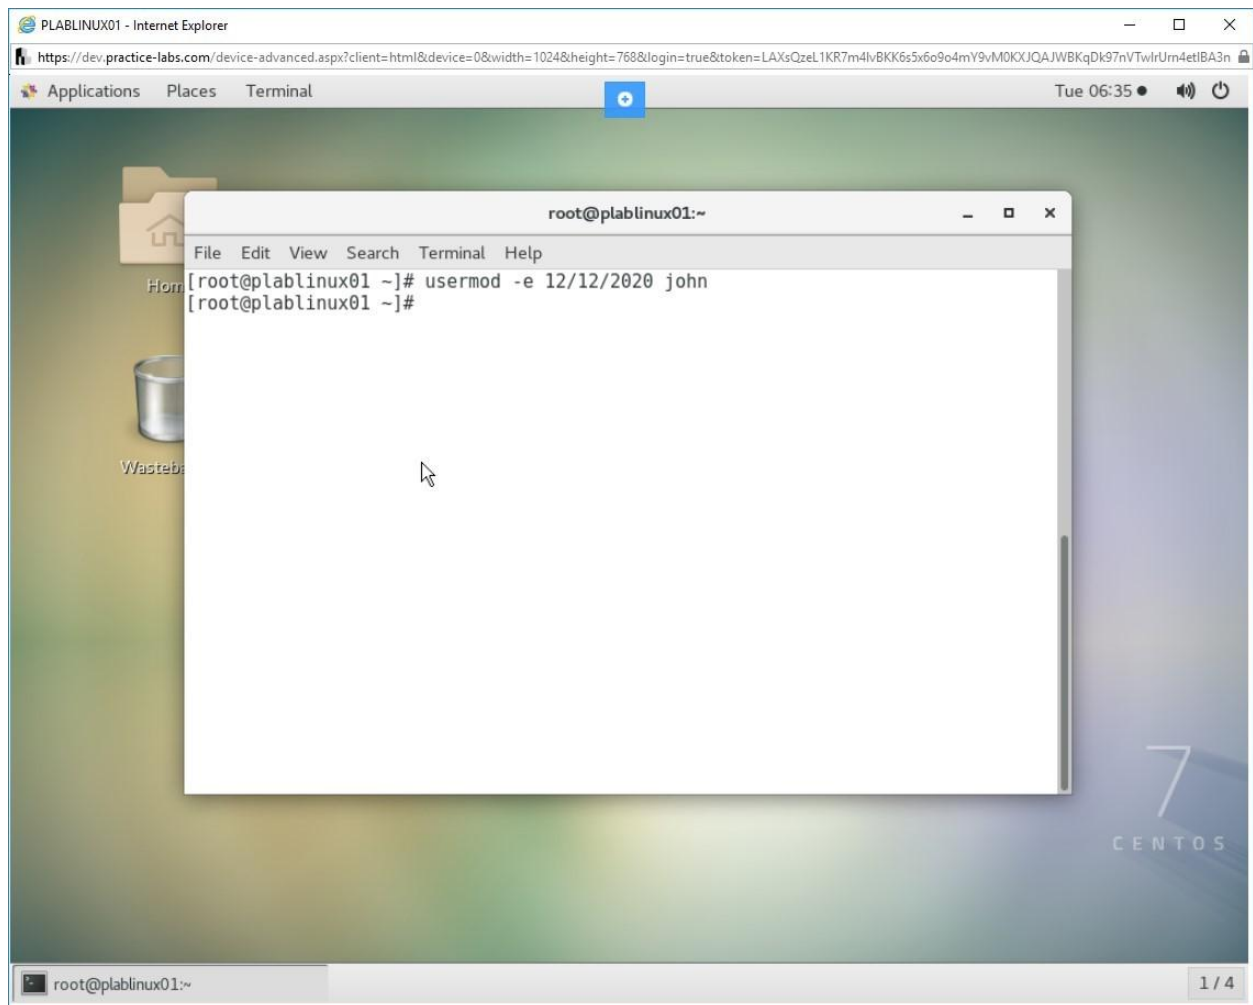 PLABLINUX01 - Internet Explorer
https://dev.practice-labs.com/device-advanced.aspx?client=html&device=0&width=1024&height=768&login=true&token=
Applications Places Terminal Tue 06:35
root@plablinux01:~
File Edit View Search Terminal Help
[root@plablinux01 ~]# usermod -e 12/12/2020 john
[root@plablinux01 ~]#
Hom
Wasteb
7
CENTOS
root@plablinux01:~ 1 / 4